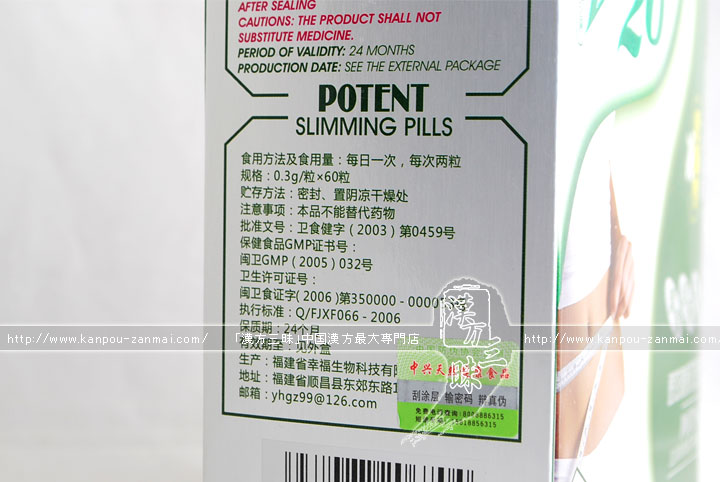 AFTER SEALING
CAUTIONS: THE PRODUCT SHALL NOT
SUBSTITUTE MEDICINE.
PERIOD OF VALIDITY: 24 MONTHS
PRODUCTION DATE: SEE THE EXTERNAL PACKAGE
POTENT
SLIMMING PILLS
食用方法及食用量：每日一次，每次两粒
规格：0.3g/粒×60粒
贮存方法：密封、置阴凉干燥处
注意事项：本品不能替代药物
批准文号：卫食健字（2003）第0459号
保健食品GMP证书号：
闽卫GMP（2005）032号
卫生许可证号：
闽卫食证字(2006)第350000 - 0000
执行标准：Q/FJXF066 - 2006
保质期：24个月
http://www.kanpou-zanmai.com/ 「漢方三昧」中国漢方最大専門店 http://www.kanpou-zanmai.com/
见外盒
生产：福建省幸福生物科技有限
地址：福建省顺昌县东郊东路1
邮箱：yhgz99@126.com
漢方三昧
中兴天 食品
刮涂层 输密码 辨真伪
20